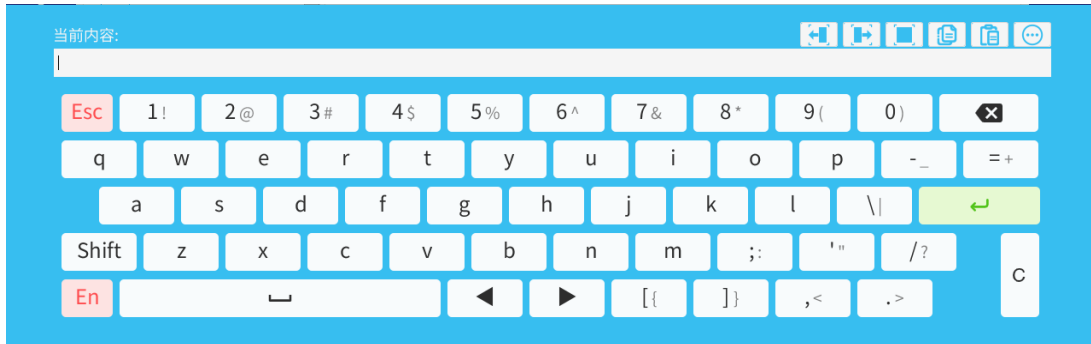 当前内容:
Esc 1! 2@ 3# 4$ 5% 6^ 7& 8* 9( 0)
q w e r t y u i o p -_ =+
a s d f g h j k l \|
Shift z x c v b n m ;: '" /?
C
En [{ ]} ,< .>